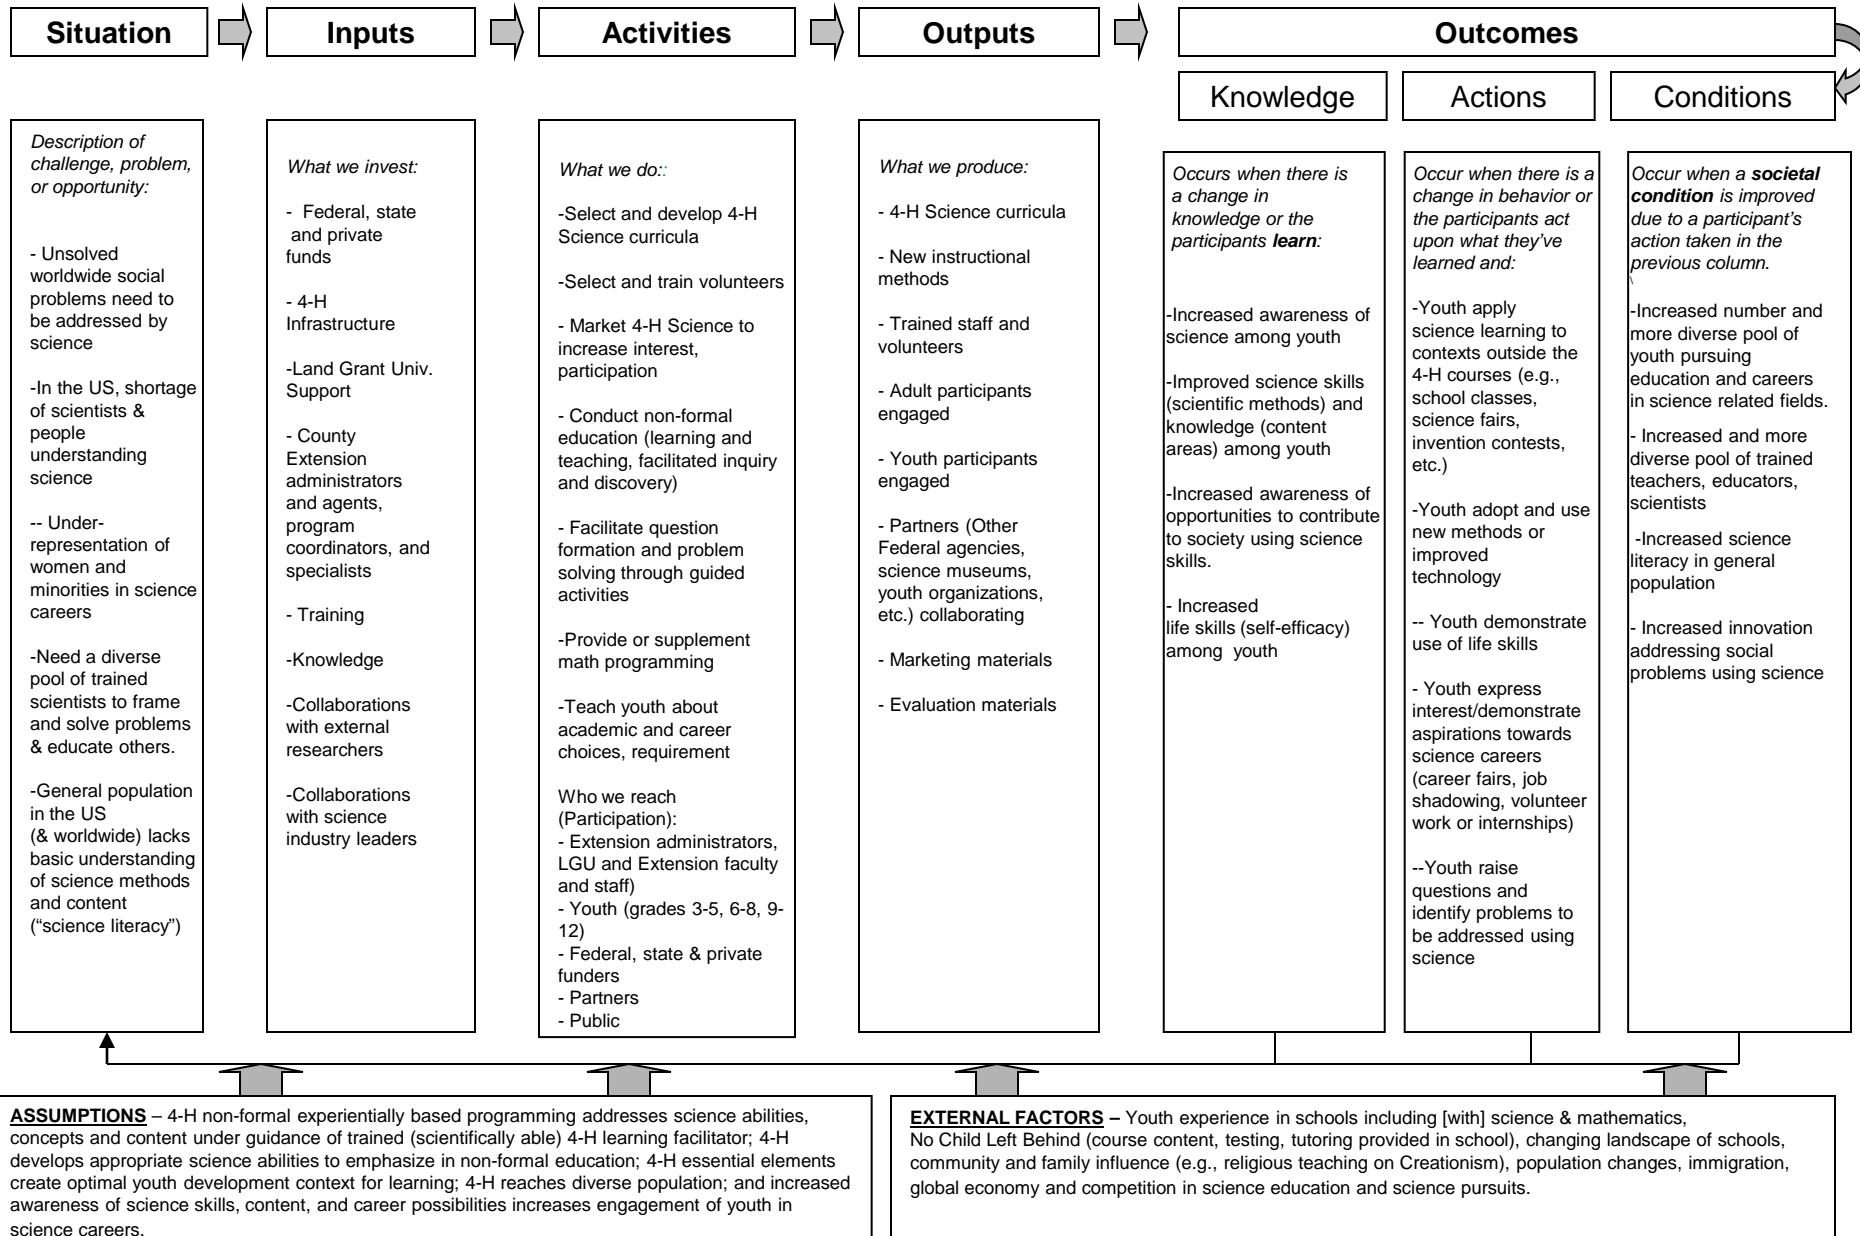 Situation
Inputs
Activities
Outputs
Outcomes
Knowledge
Actions
Conditions
Description of
challenge, problem,
or opportunity:
- Unsolved
worldwide social
problems need to
be addressed by
science
-In the US, shortage
of scientists &
people
understanding
science
-- Under-
representation of
women and
minorities in science
careers
-Need a diverse
pool of trained
scientists to frame
and solve problems
& educate others.
-General population
in the US
(& worldwide) lacks
basic understanding
of science methods
and content
(“science literacy”)
What we invest:
- Federal, state
and private
funds
- 4-H
Infrastructure
-Land Grant Univ.
Support
- County
Extension
administrators
and agents,
program
coordinators, and
specialists
- Training
-Knowledge
-Collaborations
with external
researchers
-Collaborations
with science
industry leaders
What we do::
-Select and develop 4-H
Science curricula
-Select and train volunteers
- Market 4-H Science to
increase interest,
participation
- Conduct non-formal
education (learning and
teaching, facilitated inquiry
and discovery)
- Facilitate question
formation and problem
solving through guided
activities
-Provide or supplement
math programming
-Teach youth about
academic and career
choices, requirement
Who we reach
(Participation):
- Extension administrators,
LGU and Extension faculty
and staff)
- Youth (grades 3-5, 6-8, 9-
12)
- Federal, state & private
funders
- Partners
- Public
What we produce:
- 4-H Science curricula
- New instructional
methods
- Trained staff and
volunteers
- Adult participants
engaged
- Youth participants
engaged
- Partners (Other
Federal agencies,
science museums,
youth organizations,
etc.) collaborating
- Marketing materials
- Evaluation materials
Occurs when there is
a change in
knowledge or the
participants learn:
-Increased awareness of
science among youth
-Improved science skills
(scientific methods) and
knowledge (content
areas) among youth
-Increased awareness of
opportunities to contribute
to society using science
skills.
- Increased
life skills (self-efficacy)
among youth
Occur when there is a
change in behavior or
the participants act
upon what they’ve
learned and:
-Youth apply
science learning to
contexts outside the
4-H courses (e.g.,
school classes,
science fairs,
invention contests,
etc.)
-Youth adopt and use
new methods or
improved
technology
-- Youth demonstrate
use of life skills
- Youth express
interest/demonstrate
aspirations towards
science careers
(career fairs, job
shadowing, volunteer
work or internships)
--Youth raise
questions and
identify problems to
be addressed using
science
Occur when a societal
condition is improved
due to a participant’s
action taken in the
previous column.
\
-Increased number and
more diverse pool of
youth pursuing
education and careers
in science related fields.
- Increased and more
diverse pool of trained
teachers, educators,
scientists
-Increased science
literacy in general
population
- Increased innovation
addressing social
problems using science
ASSUMPTIONS – 4-H non-formal experientially based programming addresses science abilities,
concepts and content under guidance of trained (scientifically able) 4-H learning facilitator; 4-H
develops appropriate science abilities to emphasize in non-formal education; 4-H essential elements
create optimal youth development context for learning; 4-H reaches diverse population; and increased
awareness of science skills, content, and career possibilities increases engagement of youth in
science careers.
EXTERNAL FACTORS – Youth experience in schools including [with] science & mathematics,
No Child Left Behind (course content, testing, tutoring provided in school), changing landscape of schools,
community and family influence (e.g., religious teaching on Creationism), population changes, immigration,
global economy and competition in science education and science pursuits.